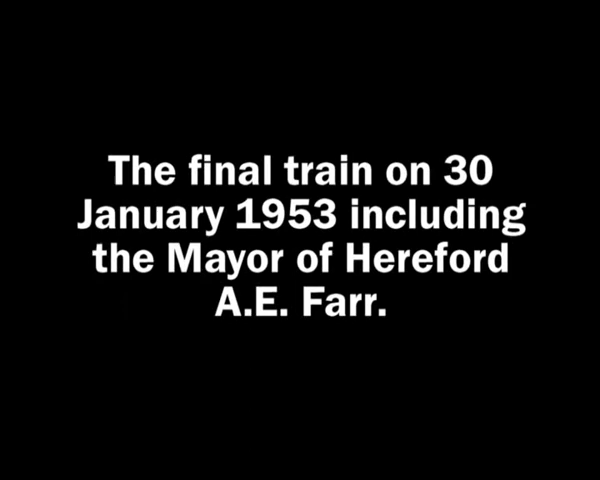 The final train on 30
January 1953 including
the Mayor of Hereford
A.E. Farr.